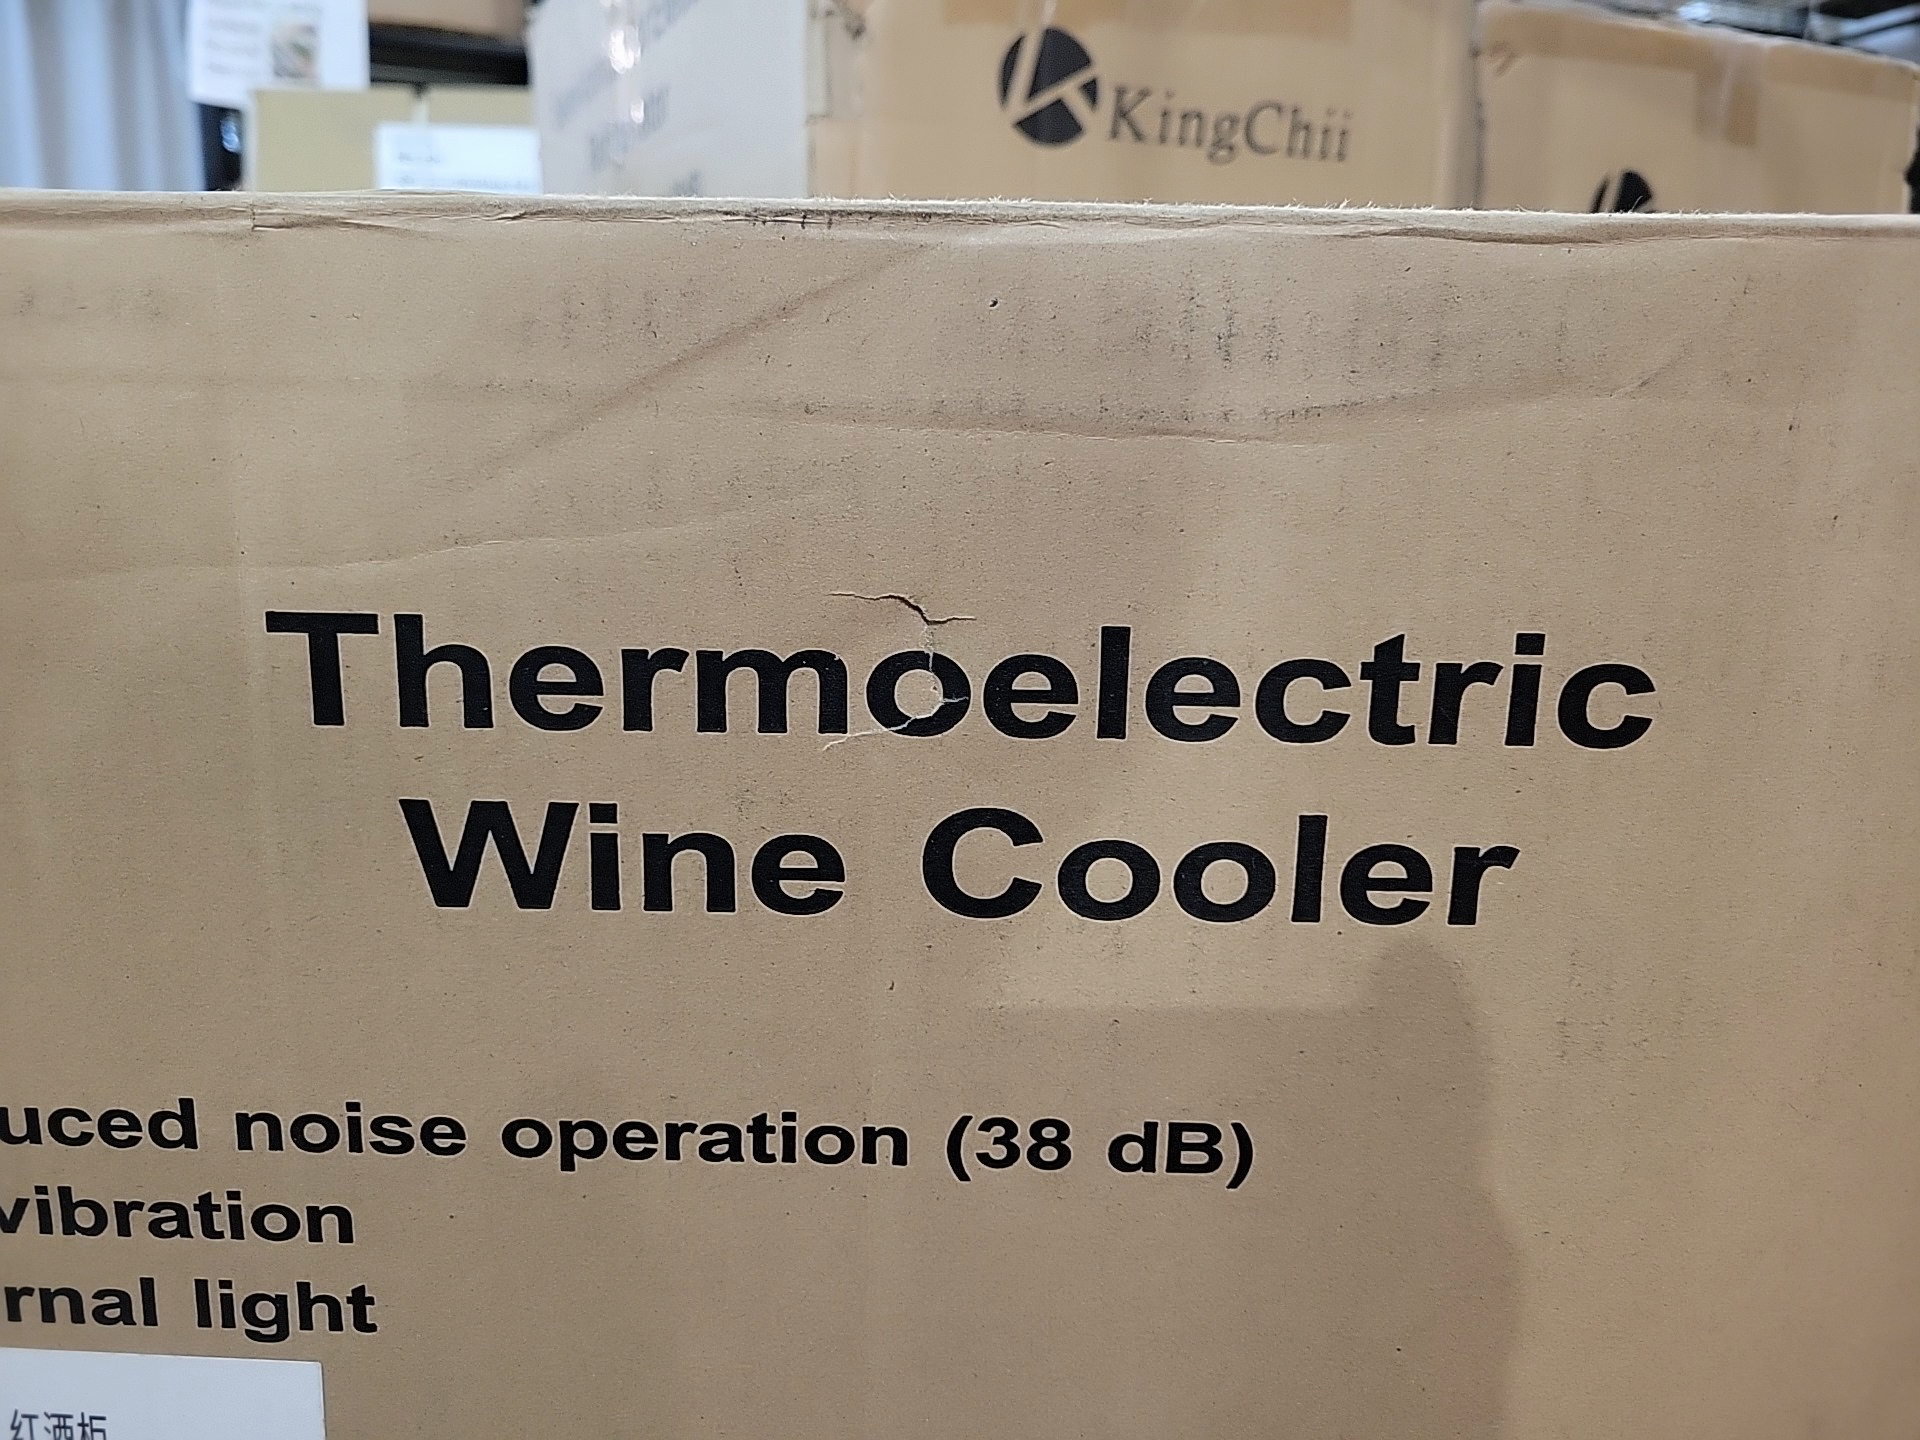 KingChii
Thermoelectric
Wine Cooler
uced noise operation (38 dB)
vibration
rnal light
红酒柜